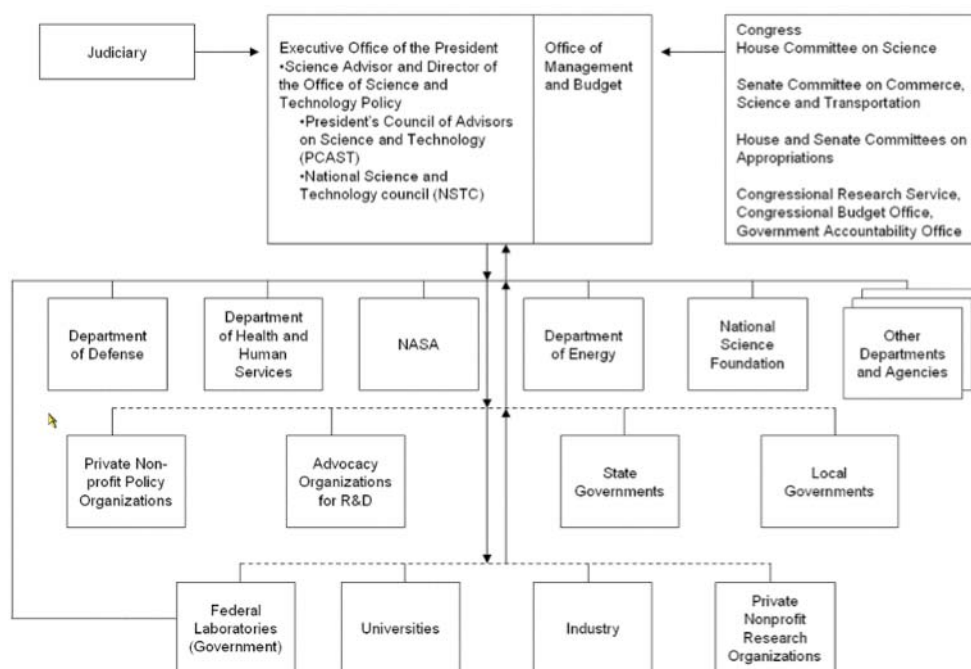 Judiciary
Executive Office of the President
•Science Advisor and Director of
the Office of Science and
Technology Policy
•President's Council of Advisors
on Science and Technology
(PCAST)
•National Science and
Technology council (NSTC)
Office of
Management
and Budget
Congress
House Committee on Science
Senate Committee on Commerce,
Science and Transportation
House and Senate Committees on
Appropriations
Congressional Research Service,
Congressional Budget Office,
Government Accountability Office
Department
of Defense
Department
of Health and
Human
Services
NASA
Department
of Energy
National
Science
Foundation
Other
Departments
and Agencies
Private Non-
profit Policy
Organizations
Advocacy
Organizations
for R&D
State
Governments
Local
Governments
Federal
Laboratories
(Government)
Universities
Industry
Private
Nonprofit
Research
Organizations